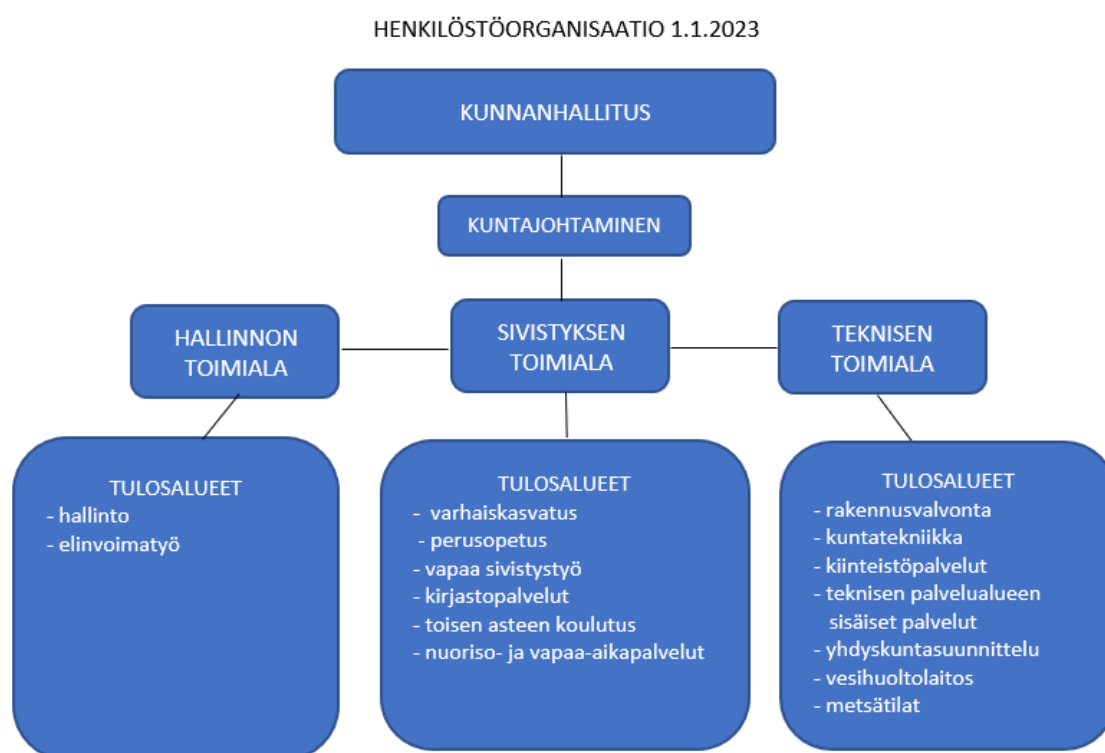 HENKILÖSTÖORGANISAATIO 1.1.2023
KUNNANHALLITUS
KUNTAJOHTAMINEN
HALLINNON
TOIMIALA
SIVISTYKSEN
TOIMIALA
TEKNISEN
TOIMIALA
TULOSALUEET
- hallinto
- elinvoimatyö
TULOSALUEET
- varhaiskasvatus
- perusopetus
- vapaa sivistystyö
- kirjastopalvelut
- toisen asteen koulutus
- nuoriso- ja vapaa-aikapalvelut
TULOSALUEET
- rakennusvalvonta
- kuntatekniikka
- kiinteistöpalvelut
- teknisen palvelualueen
sisäiset palvelut
- yhdyskuntasuunnittelu
- vesihuoltolaitos
- metsätilat